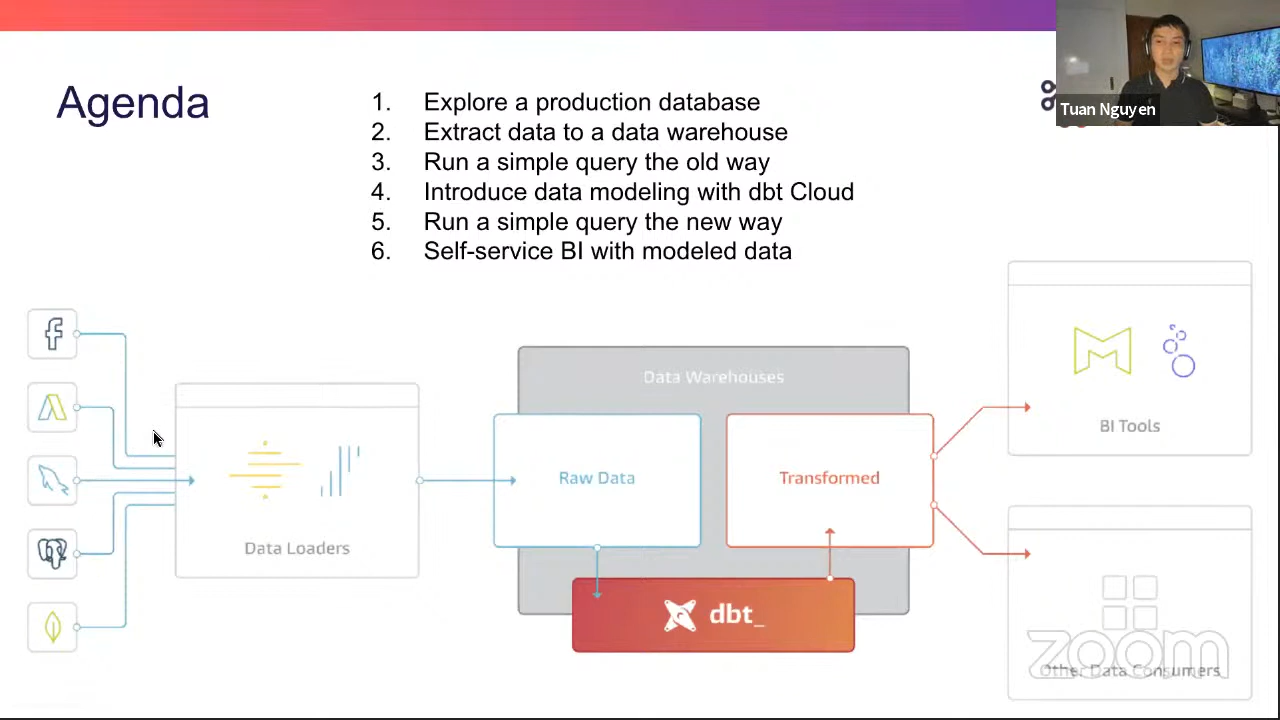 Agenda
1. Explore a production database
2. Extract data to a data warehouse
3. Run a simple query the old way
4. Introduce data modeling with dbt Cloud
5. Run a simple query the new way
6. Self-service BI with modeled data
Tuan Nguyen
Data Warehouses
Raw Data
Transformed
Data Loaders
dbt_
BI Tools
Other Data Consumers
zoom